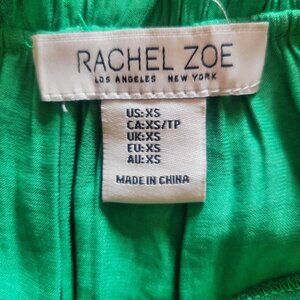 RACHEL ZOE
LOS ANGELES NEW YORK
US: XS
CA: XS/TP
UK: XS
EU: XS
AU: XS
MADE IN CHINA